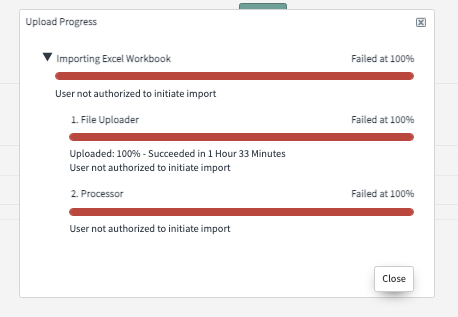 Upload Progress
Importing Excel Workbook Failed at 100%
User not authorized to initiate import
1. File Uploader Failed at 100%
Uploaded: 100% - Succeeded in 1 Hour 33 Minutes
User not authorized to initiate import
2. Processor Failed at 100%
User not authorized to initiate import
Close